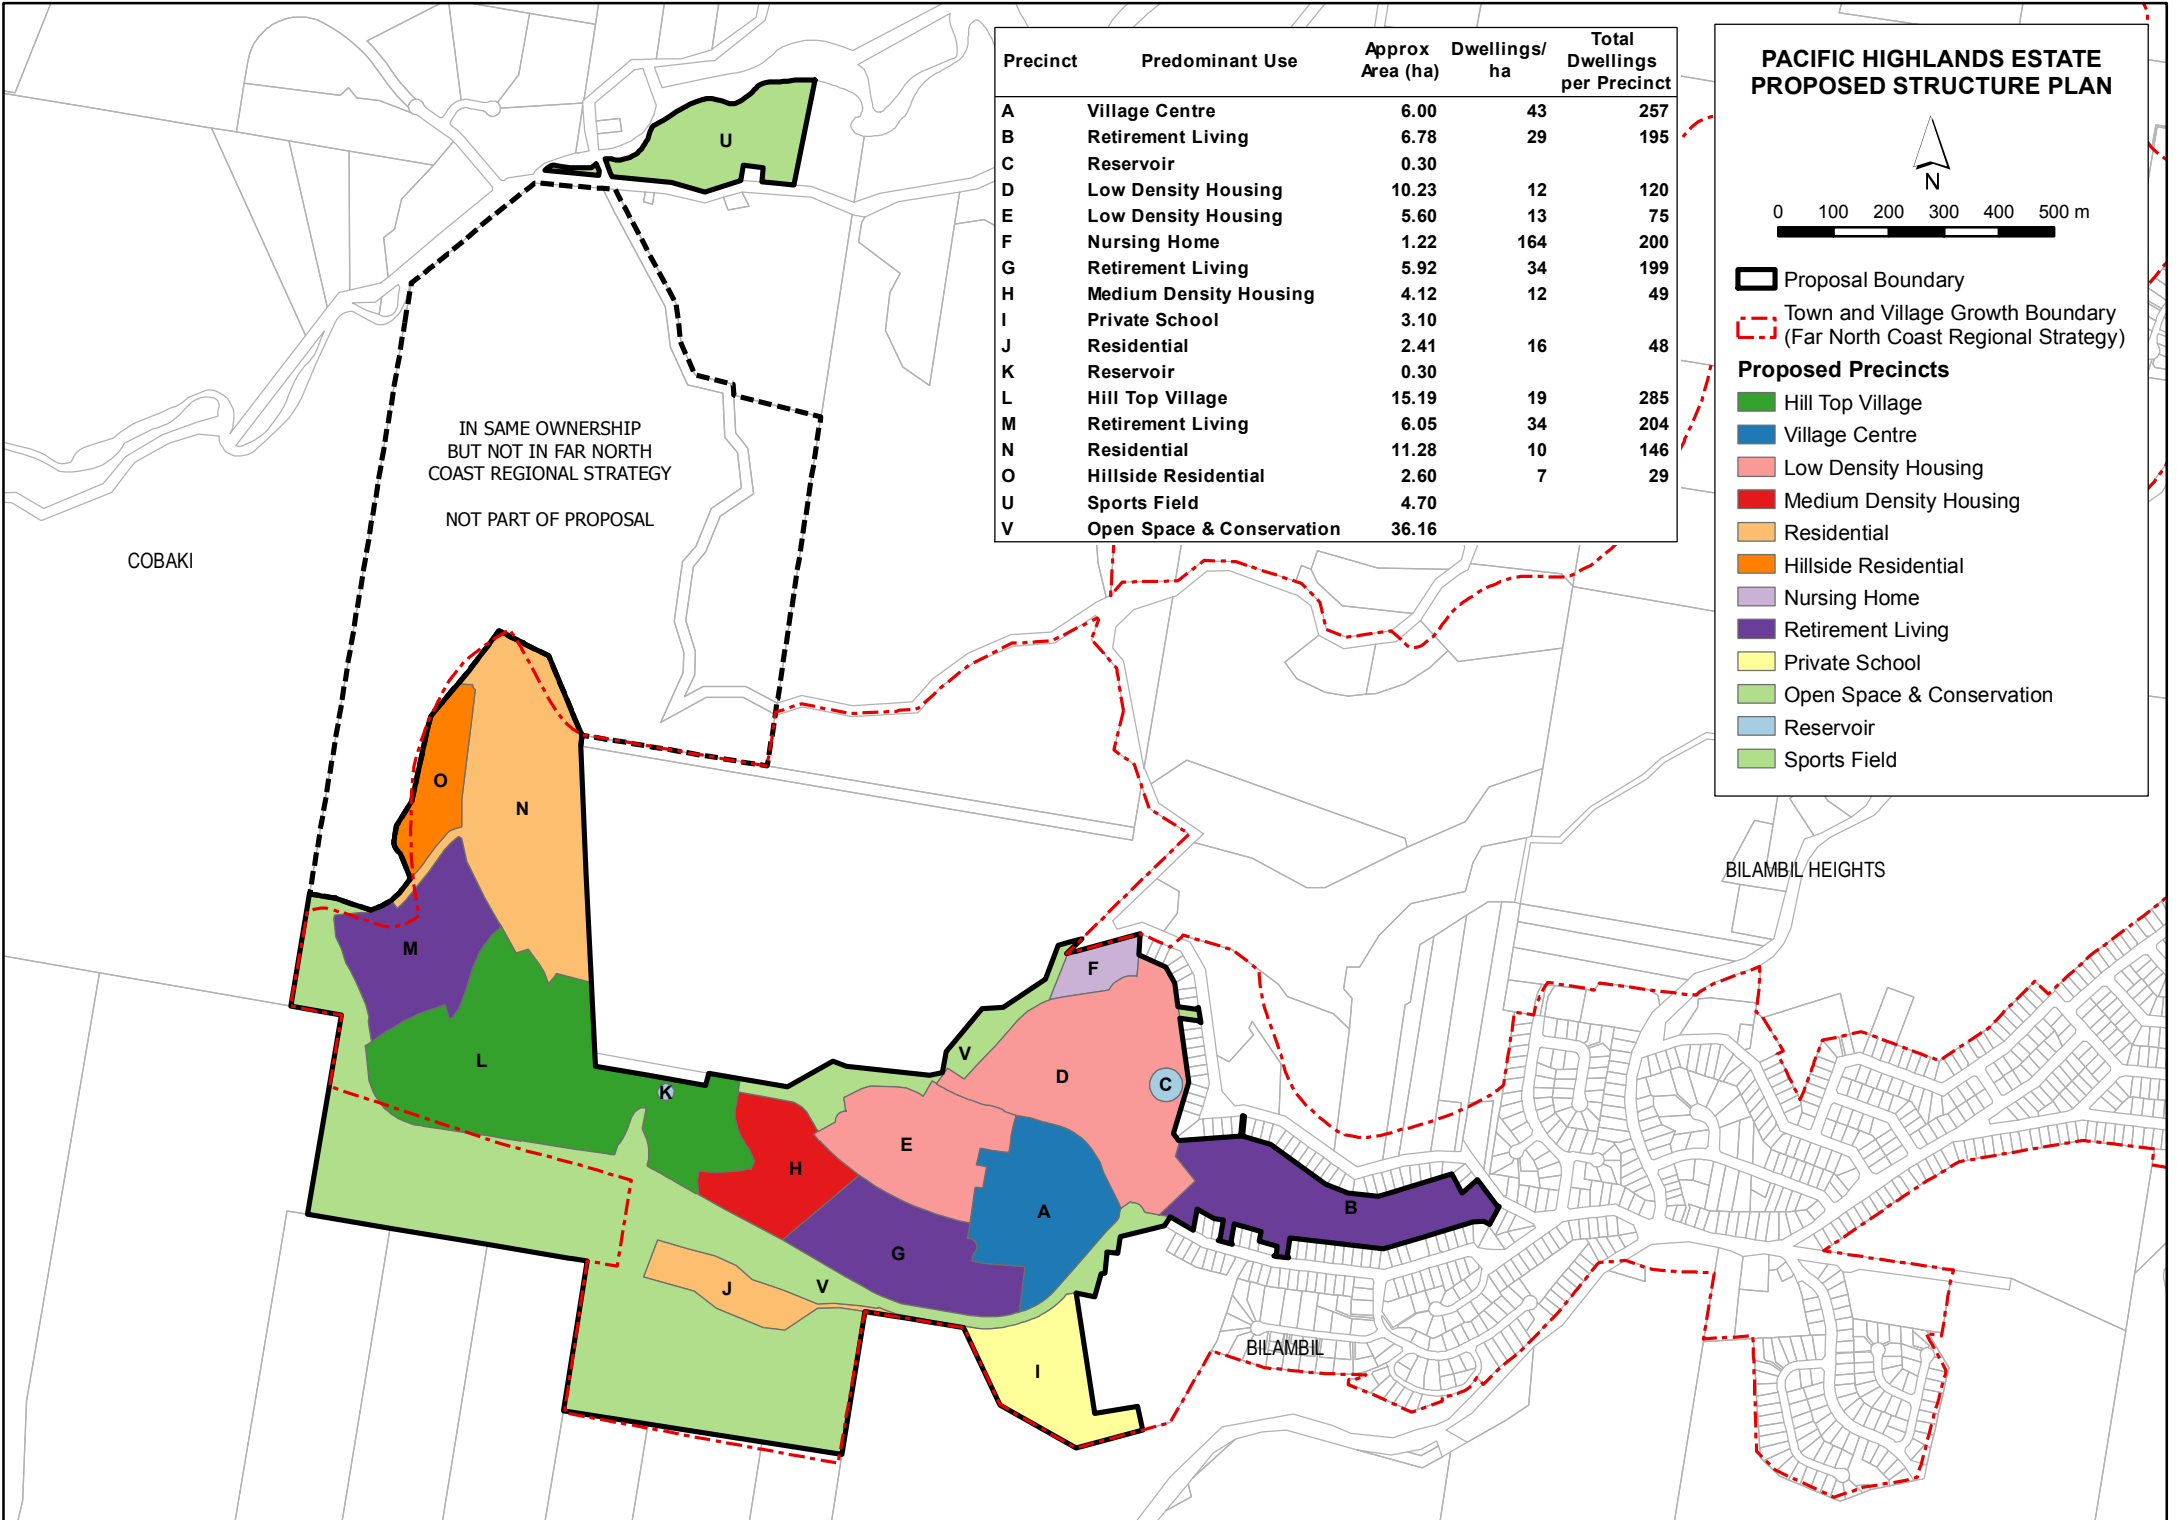 Precinct Predominant Use Approx Area (ha) Dwellings/ ha Total Dwellings per Precinct
A Village Centre 6.00 43 257
B Retirement Living 6.78 29 195
C Reservoir 0.30
D Low Density Housing 10.23 12 120
E Low Density Housing 5.60 13 75
F Nursing Home 1.22 164 200
G Retirement Living 5.92 34 199
H Medium Density Housing 4.12 12 49
I Private School 3.10
J Residential 2.41 16 48
K Reservoir 0.30
L Hill Top Village 15.19 19 285
M Retirement Living 6.05 34 204
N Residential 11.28 10 146
O Hillside Residential 2.60 7 29
U Sports Field 4.70
V Open Space & Conservation 36.16
PACIFIC HIGHLANDS ESTATE
PROPOSED STRUCTURE PLAN
N
0 100 200 300 400 500 m
Proposal Boundary
Town and Village Growth Boundary
(Far North Coast Regional Strategy)
Proposed Precincts
Hill Top Village
Village Centre
Low Density Housing
Medium Density Housing
Residential
Hillside Residential
Nursing Home
Retirement Living
Private School
Open Space & Conservation
Reservoir
Sports Field
U
IN SAME OWNERSHIP
BUT NOT IN FAR NORTH
COAST REGIONAL STRATEGY
NOT PART OF PROPOSAL
COBAKI
O
N
BILAMBIL HEIGHTS
M
F
L
V
D
C
K
E
H
A
B
G
J
V
BILAMBIL
I